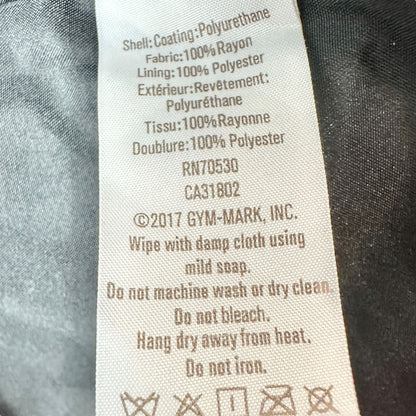 Shell:Coating:Polyurethane
Fabric:100%Rayon
Lining:100% Polyester
Extérieur:Revêtement:
Polyuréthane
Tissu:100%Rayonne
Doublure:100% Polyester
RN70530
CA31802
©2017 GYM-MARK, INC.
Wipe with damp cloth using
mild soap.
Do not machine wash or dry clean.
Do not bleach.
Hang dry away from heat.
Do not iron.